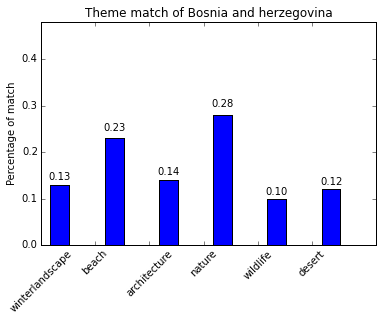 Theme match of Bosnia and herzegovina
Percentage of match
0.4
0.3
0.2
0.1
0.0
0.13
0.23
0.14
0.28
0.10
0.12
winterlandscape
beach
architecture
nature
wildlife
desert